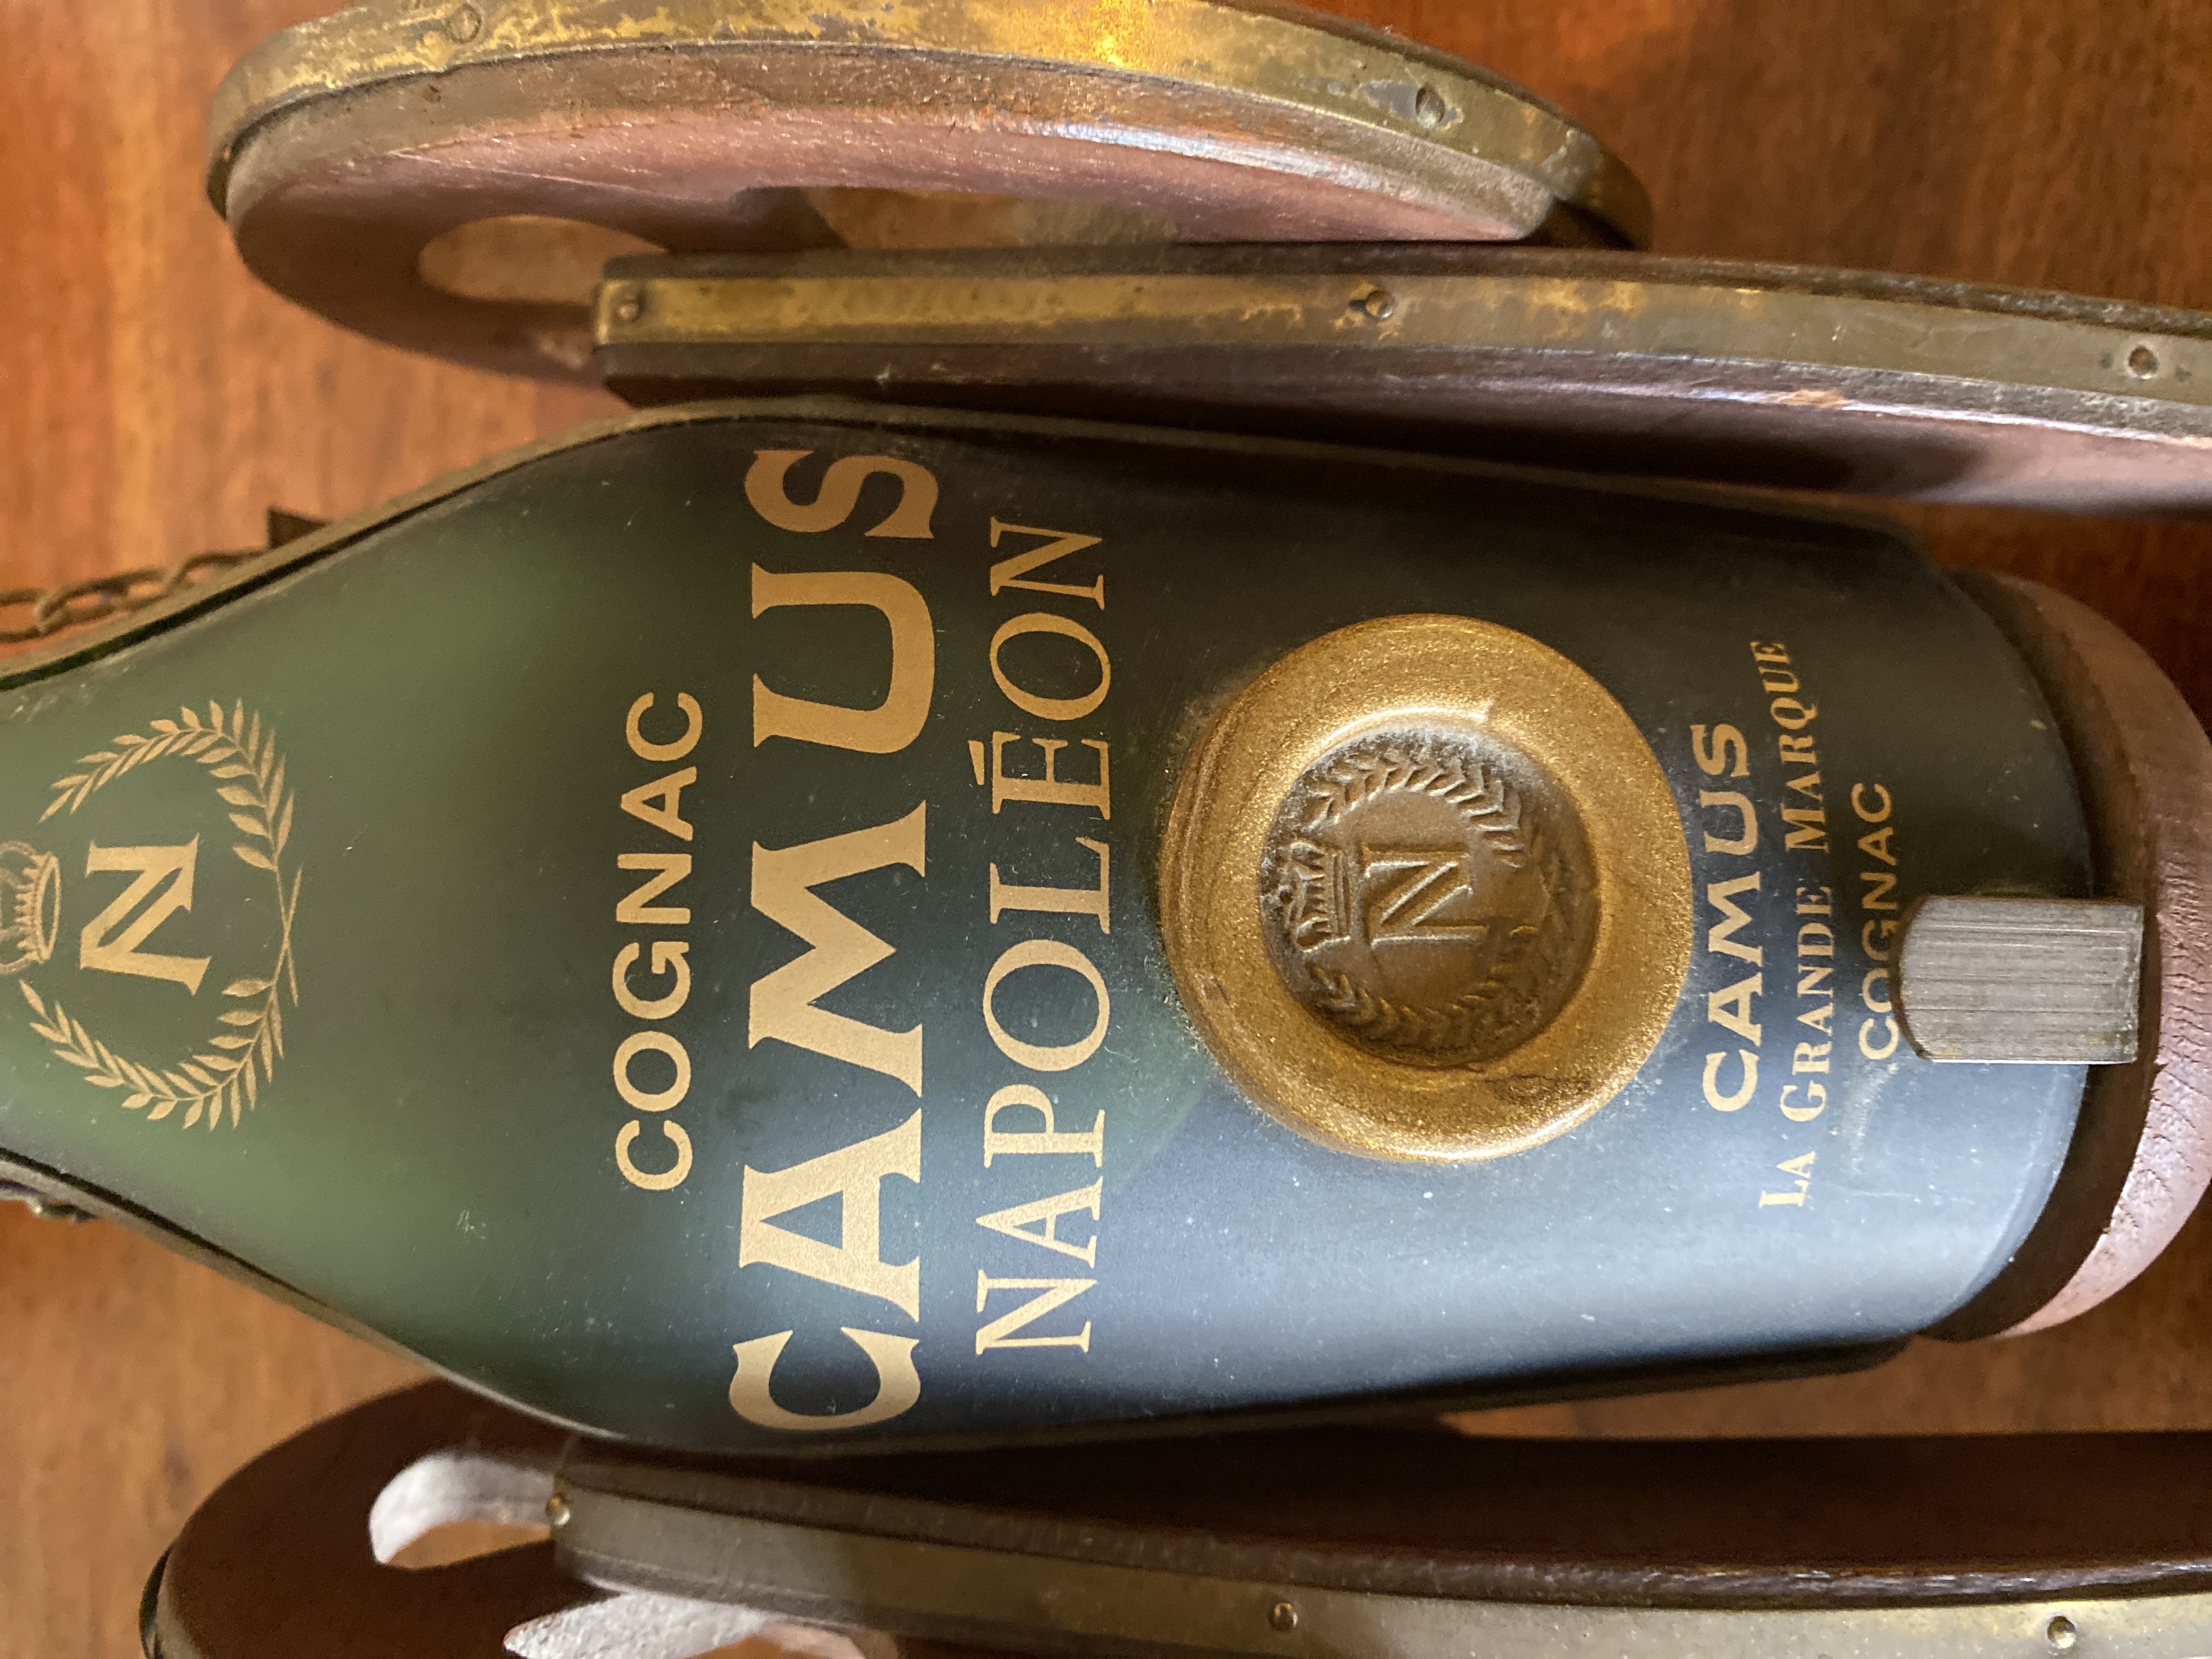 N
COGNAC
CAMUS
NAPOLÉON
N
CAMUS
LA GRANDE MARQUE
COGNAC